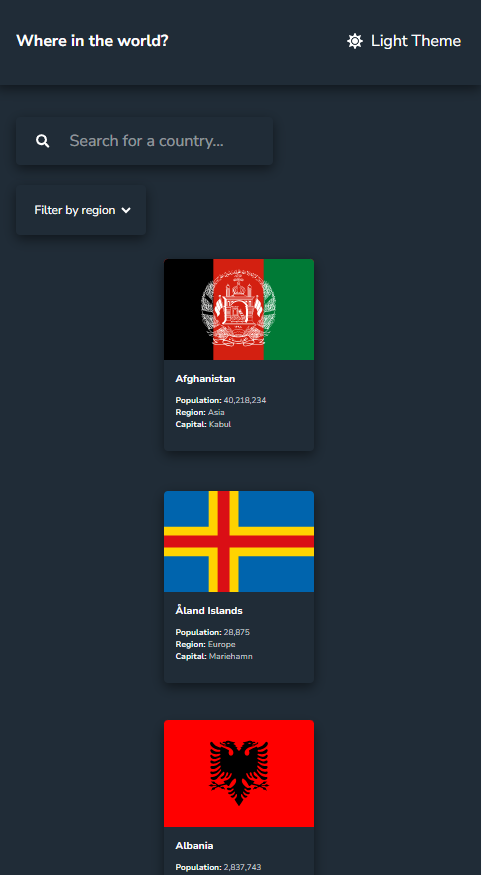 Where in the world?
Light Theme
Search for a country...
Filter by region
Afghanistan
Population: 40,218,234
Region: Asia
Capital: Kabul
Åland Islands
Population: 28,875
Region: Europe
Capital: Mariehamn
Albania
Population: 2,837,743